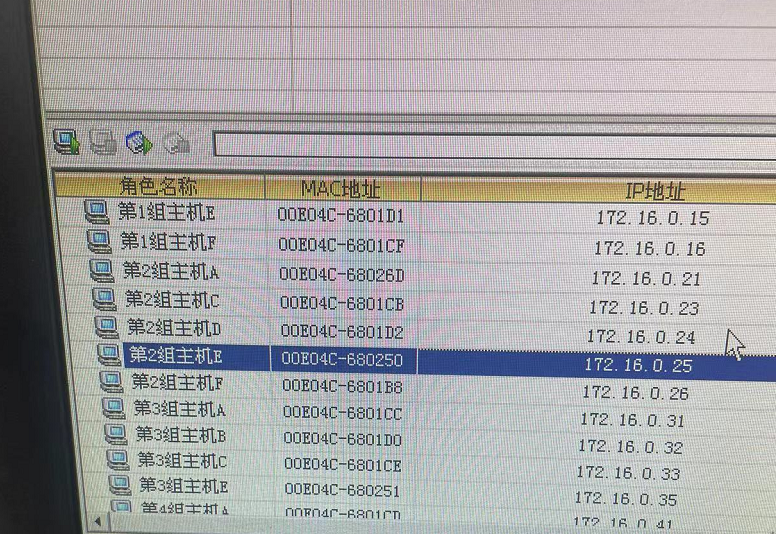 角色名称 MAC地址 IP地址
第1组主机E 00E04C-6801D1 172.16.0.15
第1组主机F 00E04C-6801CF 172.16.0.16
第2组主机A 00E04C-68026D 172.16.0.21
第2组主机C 00E04C-6801CB 172.16.0.23
第2组主机D 00E04C-6801D2 172.16.0.24
第2组主机E 00E04C-680250 172.16.0.25
第2组主机F 00E04C-6801B8 172.16.0.26
第3组主机A 00E04C-6801CC 172.16.0.31
第3组主机B 00E04C-6801D0 172.16.0.32
第3组主机C 00E04C-6801CE 172.16.0.33
第3组主机E 00E04C-680251 172.16.0.35
第4组主机A 00E04C-6801CD 172.16.0.41